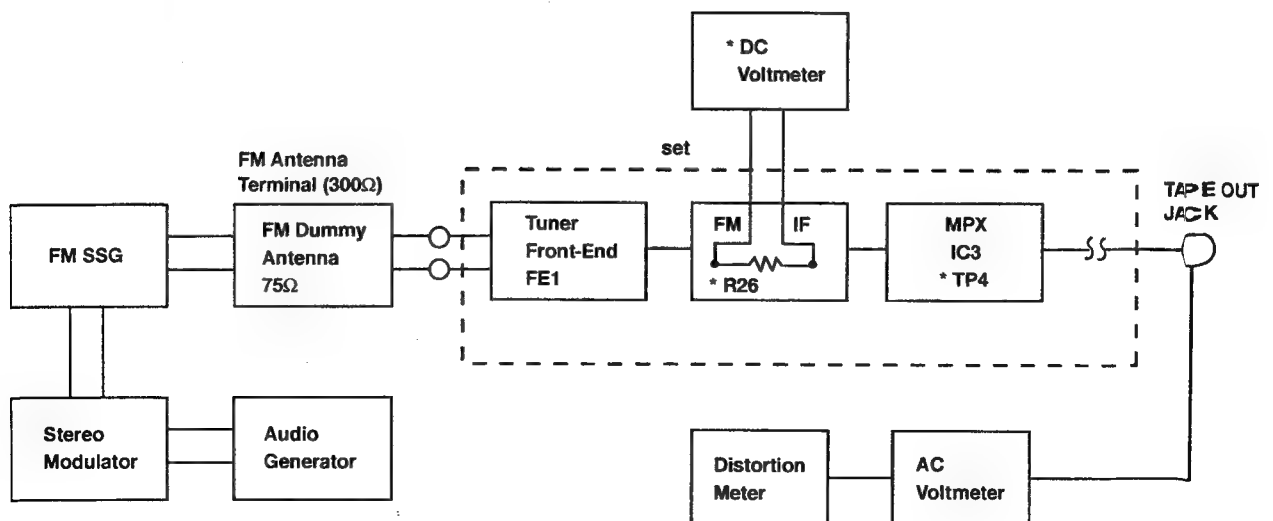 * DC
Voltmeter
set
FM Antenna
Terminal (300Ω)
TAPE OUT
JACK
FM SSG
FM Dummy
Antenna
75Ω
Tuner
Front-End
FE1
FM IF
* R26
MPX
IC3
* TP4
Stereo
Modulator
Audio
Generator
Distortion
Meter
AC
Voltmeter